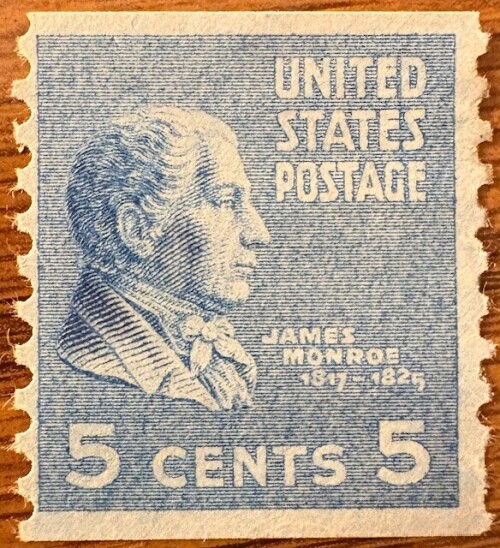 UNITED
STATES
POSTAGE
JAMES
MONROE
1817-1825
5 CENTS 5